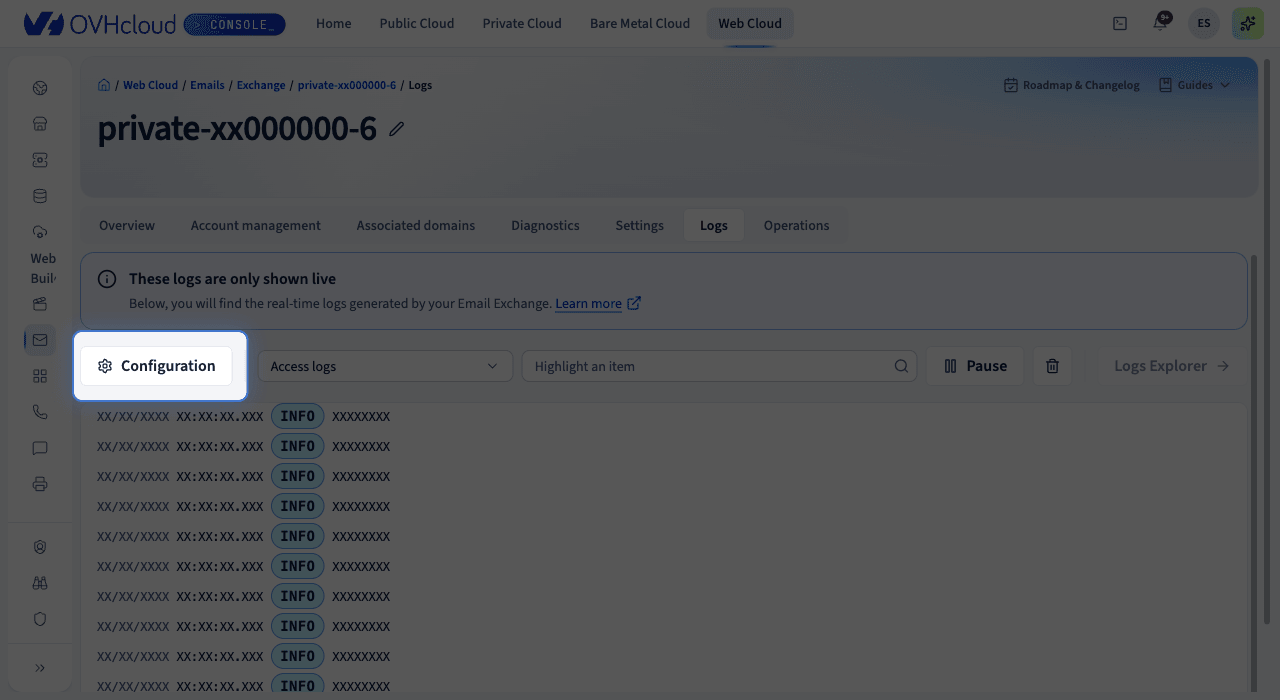 OVHcloud > CONSOLE_ Home Public Cloud Private Cloud Bare Metal Cloud Web Cloud 9+ ES
/ Web Cloud / Emails / Exchange / private-xx000000-6 / Logs Roadmap & Changelog Guides
private-xx000000-6
Overview Account management Associated domains Diagnostics Settings Logs Operations
Web
Buil
These logs are only shown live
Below, you will find the real-time logs generated by your Email Exchange. Learn more
Configuration Access logs Highlight an item Pause Logs Explorer
XX/XX/XXXX XX:XX:XX.XXX INFO XXXXXXXX
XX/XX/XXXX XX:XX:XX.XXX INFO XXXXXXXX
XX/XX/XXXX XX:XX:XX.XXX INFO XXXXXXXX
XX/XX/XXXX XX:XX:XX.XXX INFO XXXXXXXX
XX/XX/XXXX XX:XX:XX.XXX INFO XXXXXXXX
XX/XX/XXXX XX:XX:XX.XXX INFO XXXXXXXX
XX/XX/XXXX XX:XX:XX.XXX INFO XXXXXXXX
XX/XX/XXXX XX:XX:XX.XXX INFO XXXXXXXX
XX/XX/XXXX XX:XX:XX.XXX INFO XXXXXXXX
XX/XX/XXXX XX:XX:XX.XXX INFO XXXXXXXX